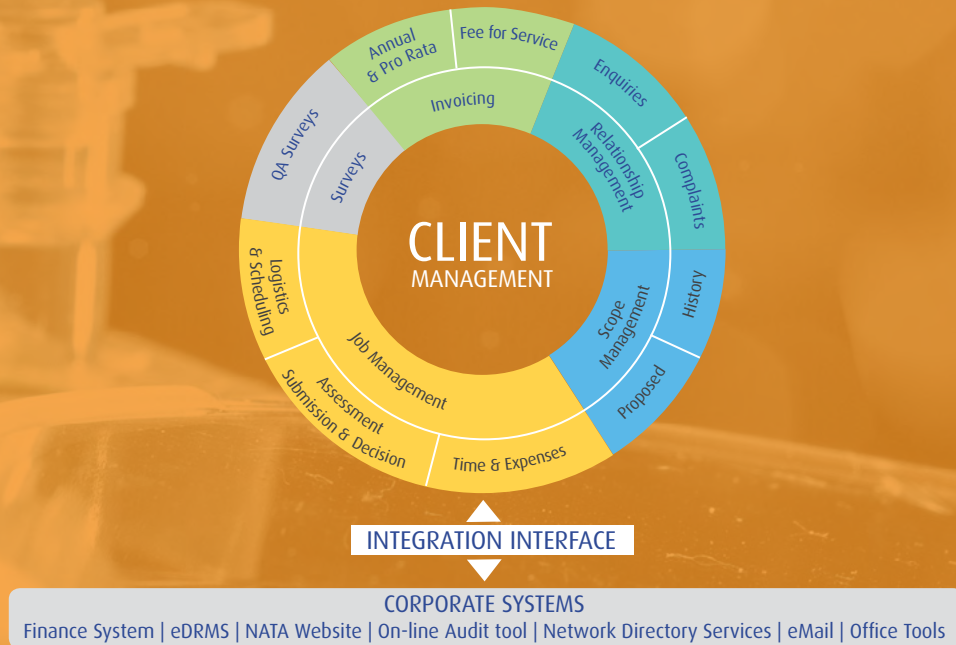 Annual
& Pro Rata
Fee for Service
Enquiries
Complaints
History
Proposed
Time & Expenses
Assessment
Submission & Decision
Logistics
& Scheduling
QA Surveys
Surveys
Invoicing
Relationship
Management
Scope
Management
Job Management
CLIENT
MANAGEMENT
INTEGRATION INTERFACE
CORPORATE SYSTEMS
Finance System | eDRMS | NATA Website | On-line Audit tool | Network Directory Services | eMail | Office Tools